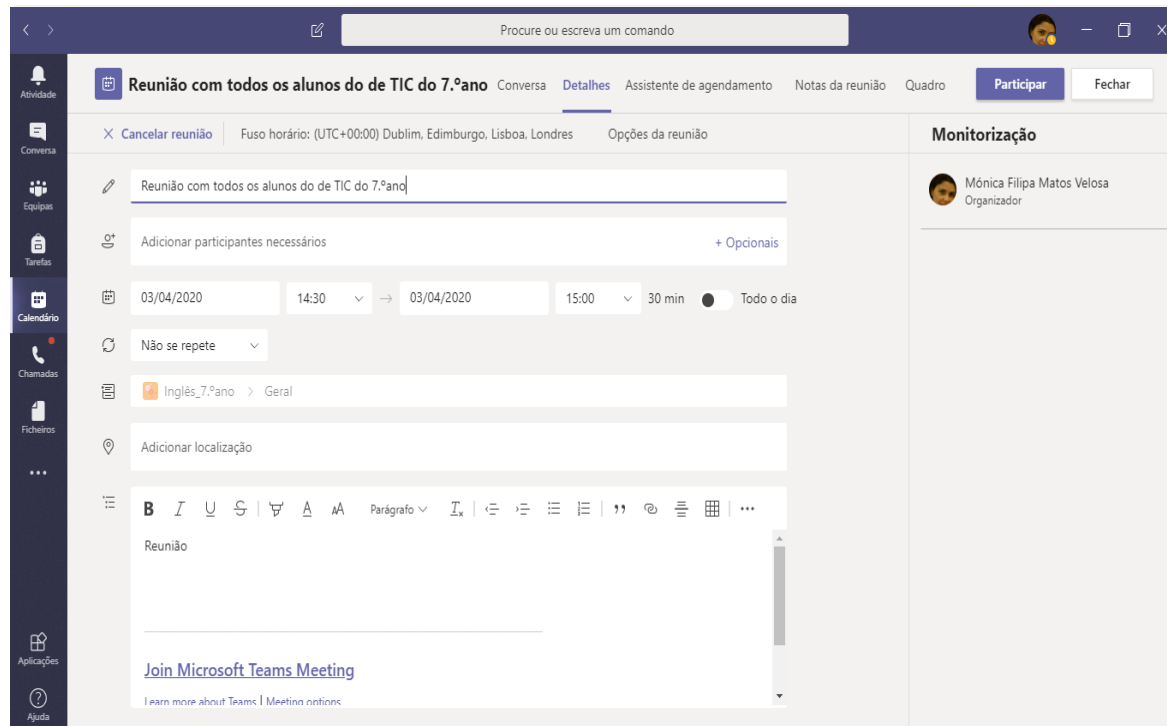 Procure ou escreva um comando
Atividade
Conversa
Equipas
Tarefas
Calendário
Chamadas
Ficheiros
Aplicações
Ajuda
Reunião com todos os alunos do de TIC do 7.ºano Conversa Detalhes Assistente de agendamento Notas da reunião Quadro Participar Fechar
Cancelar reunião Fuso horário: (UTC+00:00) Dublim, Edimburgo, Lisboa, Londres Opções da reunião
Reunião com todos os alunos do de TIC do 7.ºano
Adicionar participantes necessários + Opcionais
03/04/2020 14:30 → 03/04/2020 15:00 30 min Todo o dia
Não se repete
Inglês_7.ºano > Geral
Adicionar localização
B I U S A AA Parágrafo
Reunião
Join Microsoft Teams Meeting
Learn more about Teams | Meeting options
Monitorização
Mónica Filipa Matos Velosa
Organizador